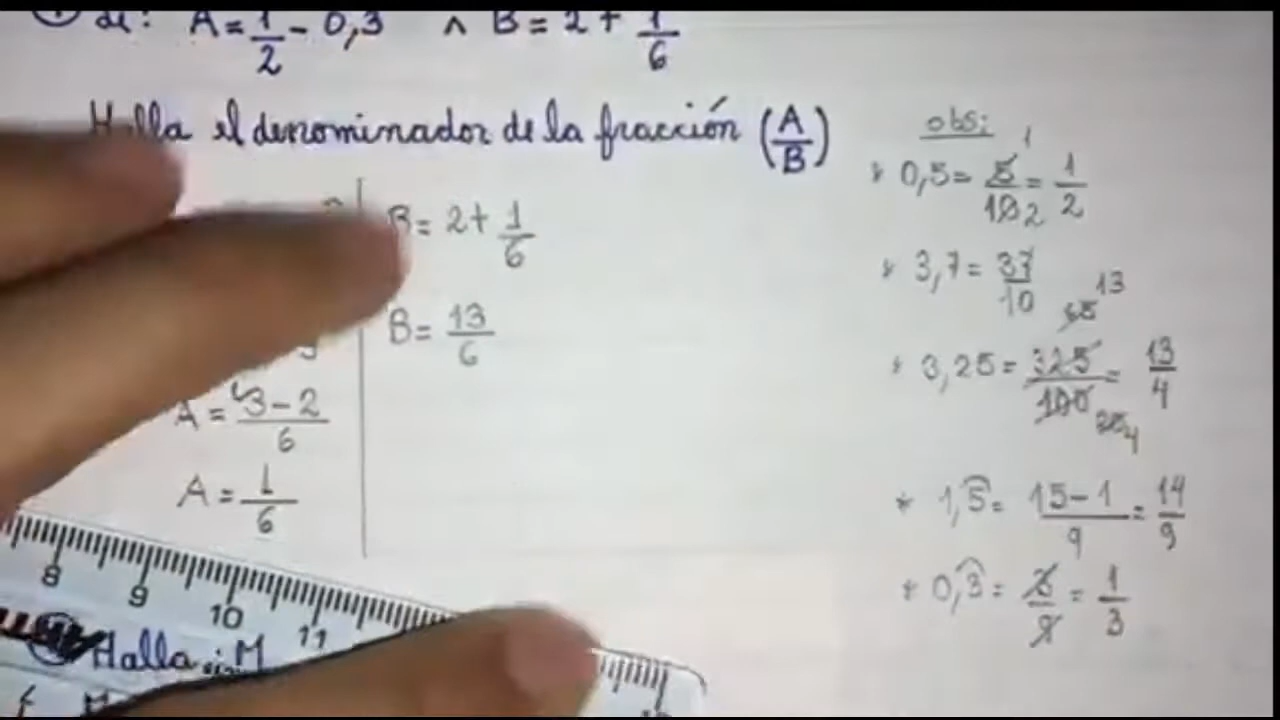 ① si: A = 1/2 - 0,3 ∧ B = 2 + 1/6
Halla el denominador de la fracción (A/B)
B = 2 + 1/6
B = 13/6
A = 3-2/6
A = 1/6
obs:
* 0,5 = 5/10 = 1/2
* 3,7 = 37/10
* 3,25 = 325/100 = 13/4
* 1,5̂ = 15-1/9 = 14/9
* 0,3̂ = 3/9 = 1/3
8 9 10 11
② Halla: M